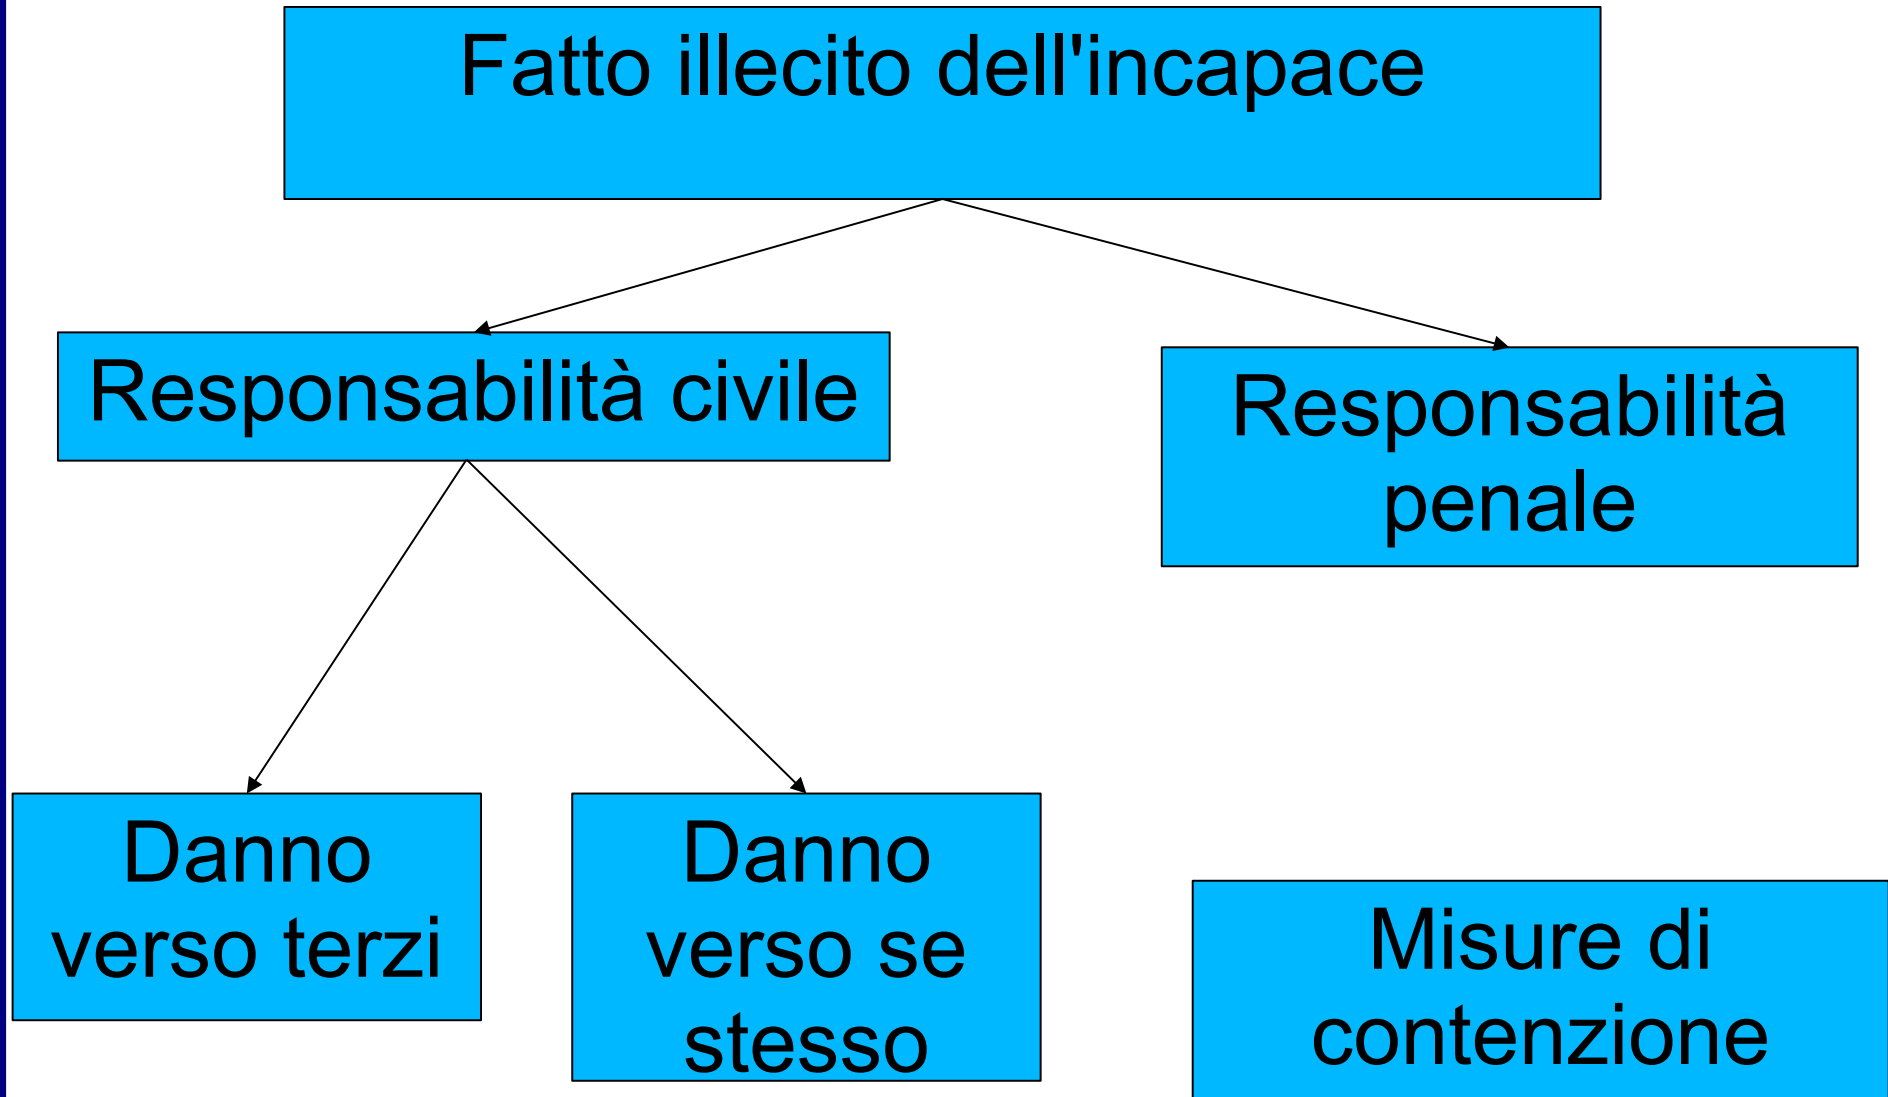 Fatto illecito dell'incapace
Responsabilità civile
Responsabilità
penale
Danno
verso terzi
Danno
verso se
stesso
Misure di
contenzione